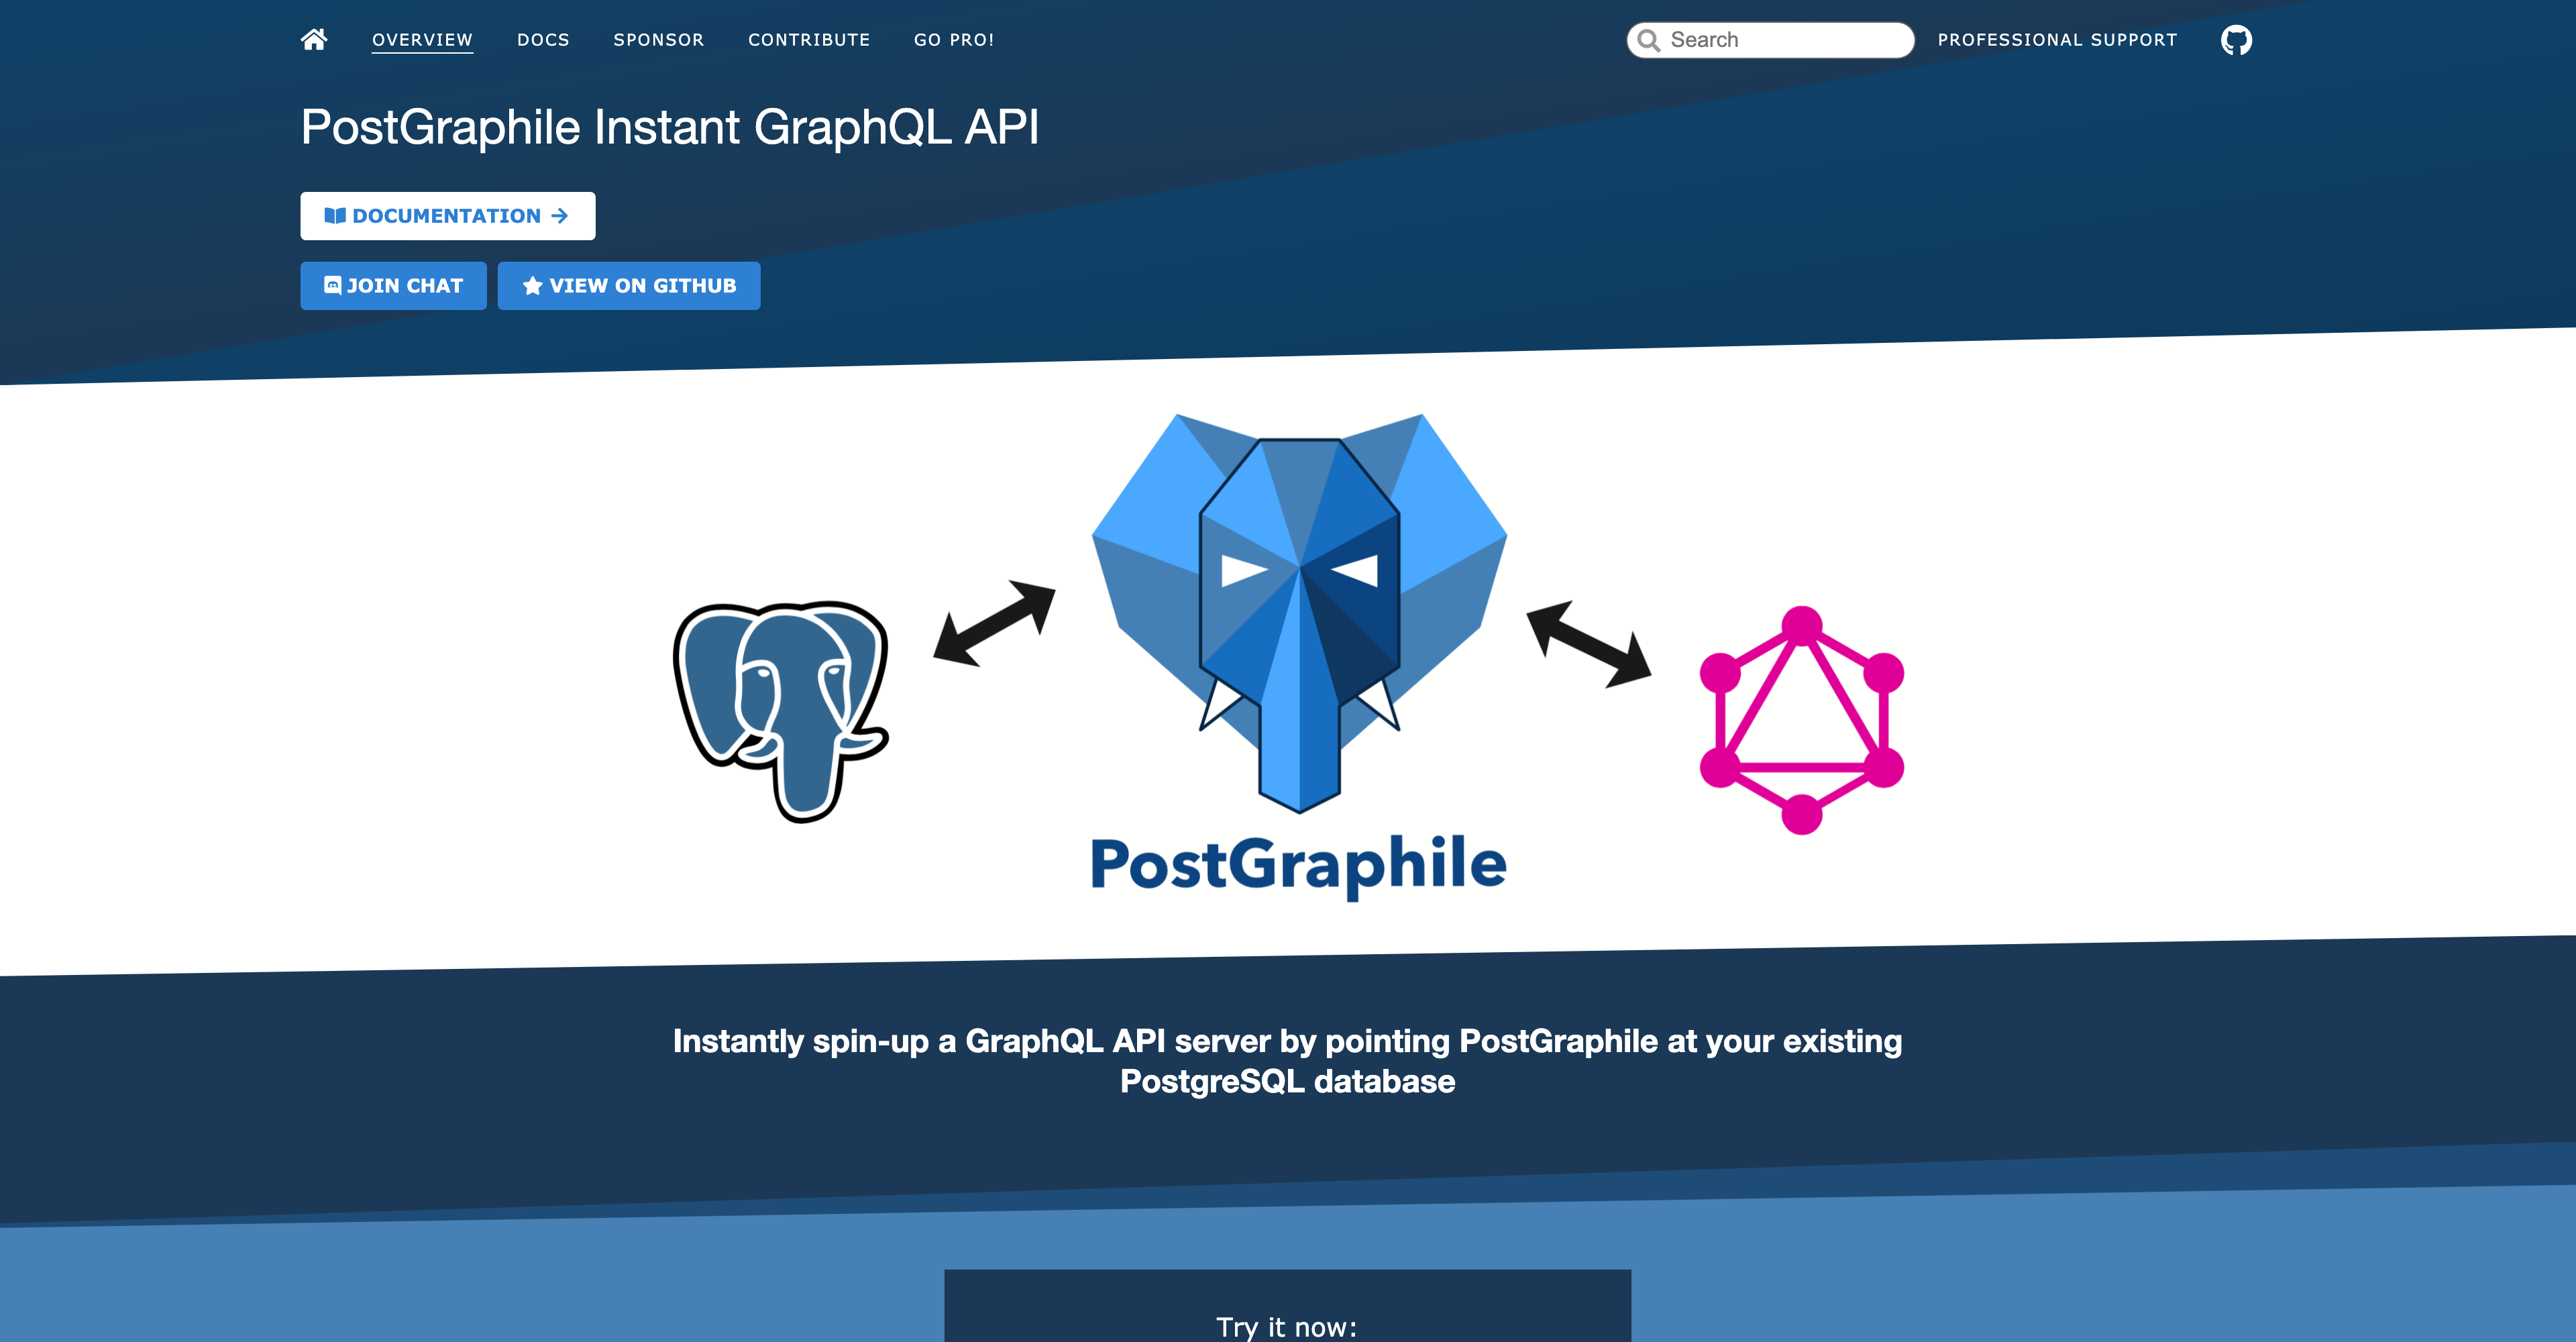 OVERVIEW DOCS SPONSOR CONTRIBUTE GO PRO! Search PROFESSIONAL SUPPORT
PostGraphile Instant GraphQL API
DOCUMENTATION →
JOIN CHAT VIEW ON GITHUB
PostGraphile
Instantly spin-up a GraphQL API server by pointing PostGraphile at your existing
PostgreSQL database
Try it now: